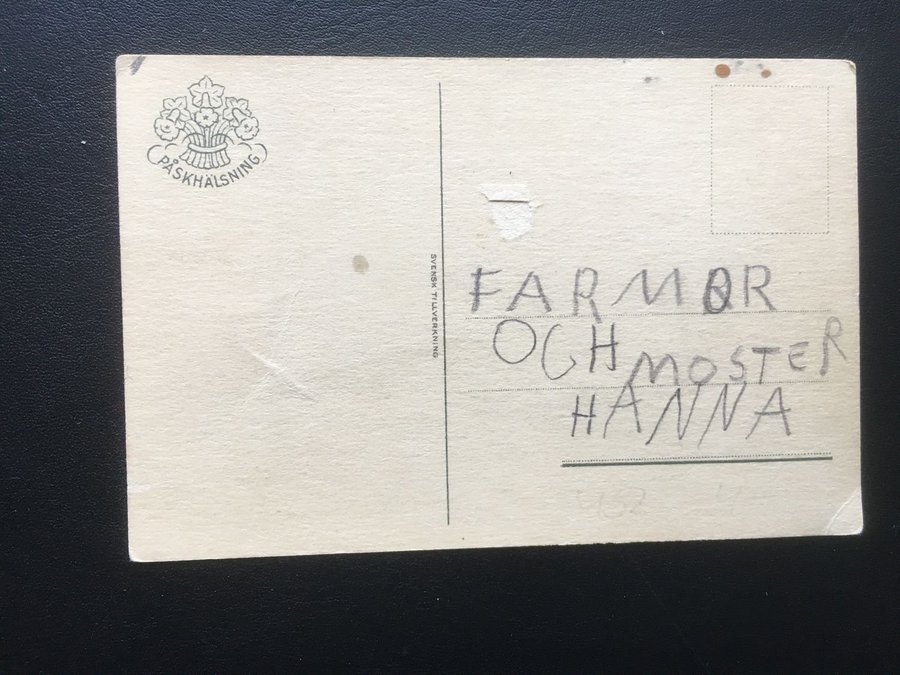 PÅSKHÄLSNING
SVENSK TILLVERKNING
FARMOR
OCH MOSTER
HANNA